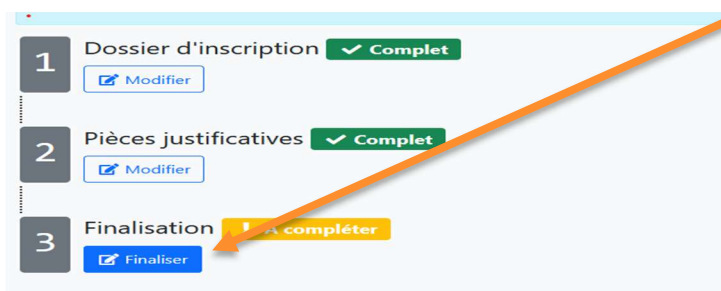 1 Dossier d'inscription Complet
Modifier
2 Pièces justificatives Complet
Modifier
3 Finalisation ! A compléter
Finaliser